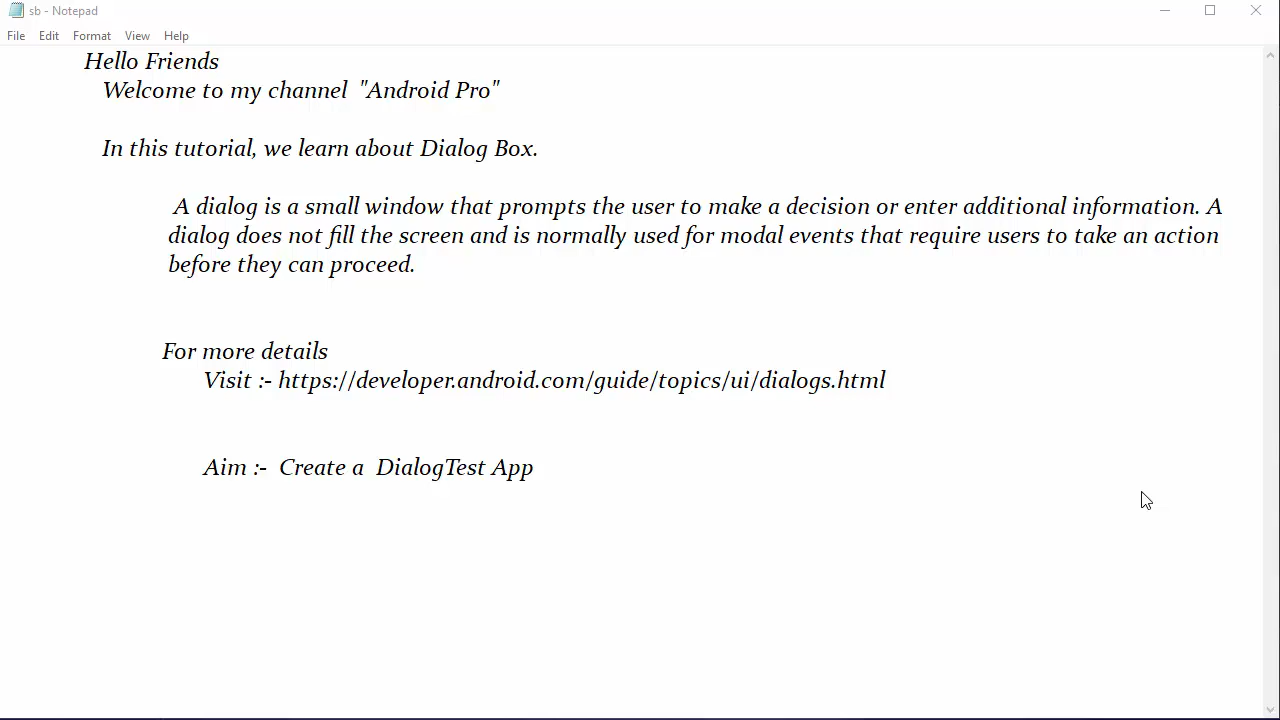 sb - Notepad
File Edit Format View Help
Hello Friends
Welcome to my channel "Android Pro"
In this tutorial, we learn about Dialog Box.
A dialog is a small window that prompts the user to make a decision or enter additional information. A
dialog does not fill the screen and is normally used for modal events that require users to take an action
before they can proceed.
For more details
Visit :- https://developer.android.com/guide/topics/ui/dialogs.html
Aim :- Create a DialogTest App